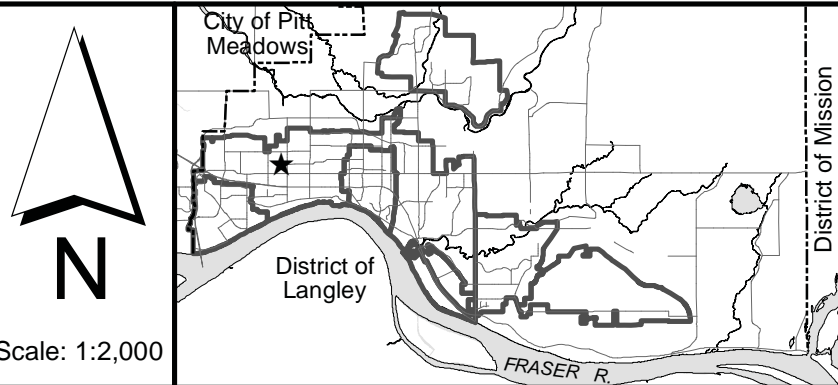 N
Scale: 1:2,000
City of Pitt
Meadows
District of
Langley
FRASER R.
District of Mission